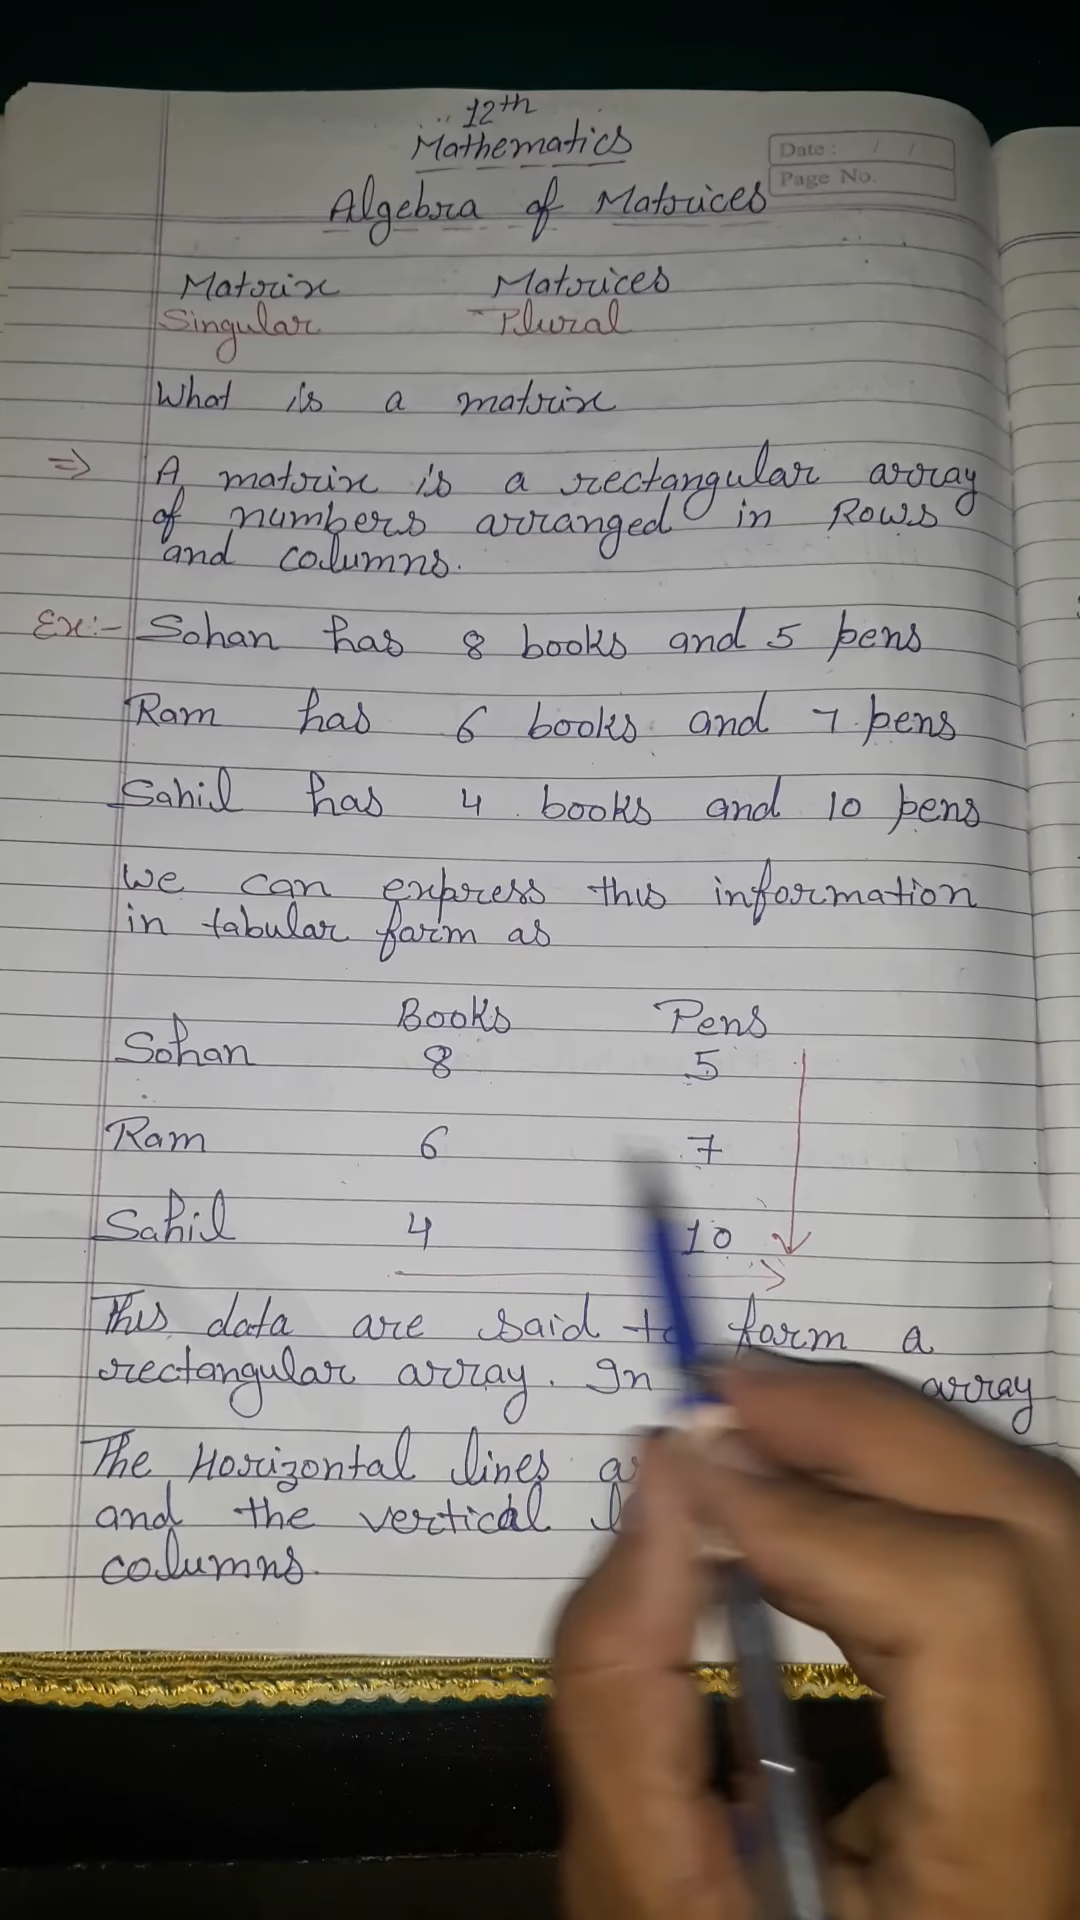 12th
Mathematics
Date : / /
Page No.
Algebra of Matrices
Matrix Matrices
Singular Plural
What is a matrix
⇒ A matrix is a rectangular array
of numbers arranged in Rows
and columns.
Ex:- Sohan has 8 books and 5 pens
Ram has 6 books and 7 pens
Sahil has 4 books and 10 pens
We can express this information
in tabular form as
Books Pens
Sohan 8 5
Ram 6 7
Sahil 4 10
This data are said to form a
rectangular array. In array
The Horizontal lines
and the vertical
columns.